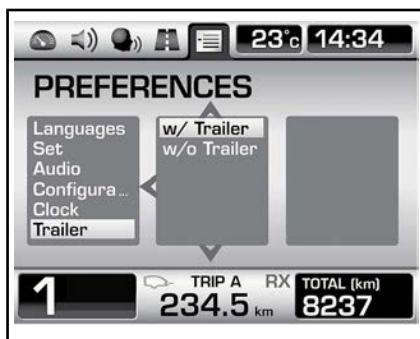 23°c 14:34
PREFERENCES
Languages
Set
Audio
Configura...
Clock
Trailer
w/ Trailer
w/o Trailer
1
TRIP A
234.5 km
RX
TOTAL (km)
8237